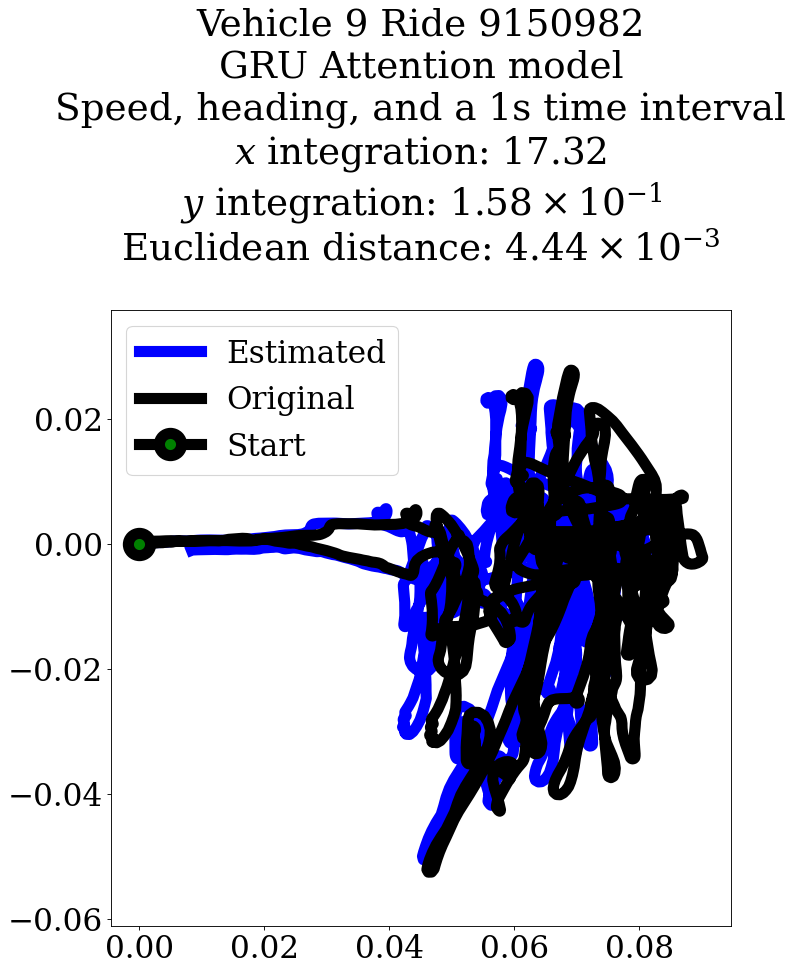 Vehicle 9 Ride 9150982
GRU Attention model
Speed, heading, and a 1s time interval
x integration: 17.32
y integration: 1.58 × 10⁻¹
Euclidean distance: 4.44 × 10⁻³
Estimated
Original
Start
0.02
0.00
−0.02
−0.04
−0.06
0.00 0.02 0.04 0.06 0.08